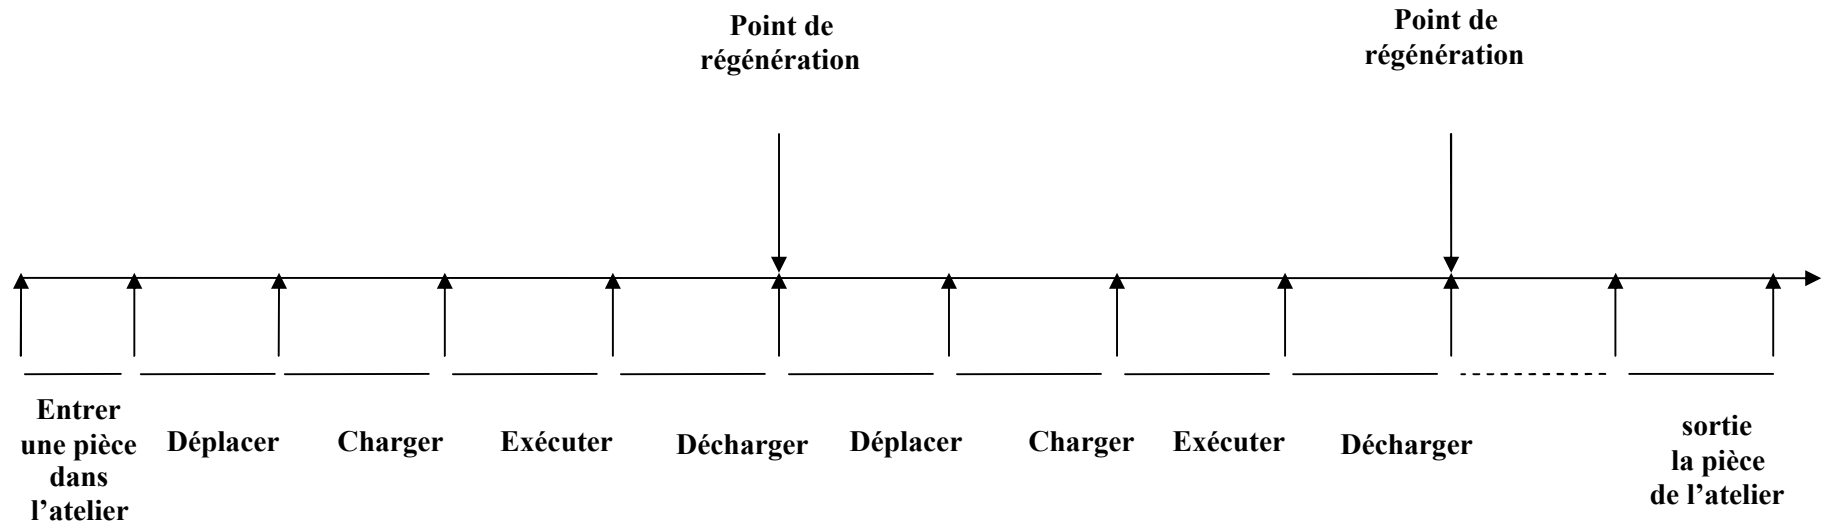 Point de
régénération
Point de
régénération
Entrer
une pièce
dans
l’atelier
Déplacer
Charger
Exécuter
Décharger
Déplacer
Charger
Exécuter
Décharger
sortie
la pièce
de l’atelier